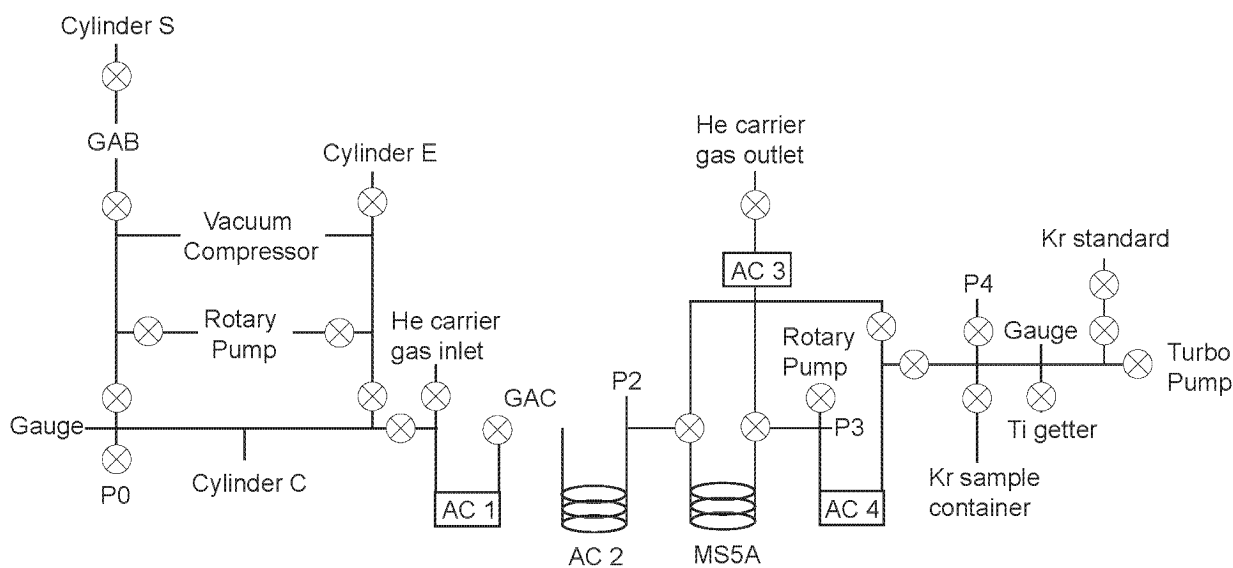 Cylinder S
GAB
Cylinder E
Vacuum
Compressor
Rotary
Pump
He carrier
gas inlet
Gauge
P0
Cylinder C
AC 1
GAC
AC 2
P2
He carrier
gas outlet
AC 3
MS5A
Rotary
Pump
P3
AC 4
P4
Gauge
Kr standard
Turbo
Pump
Ti getter
Kr sample
container